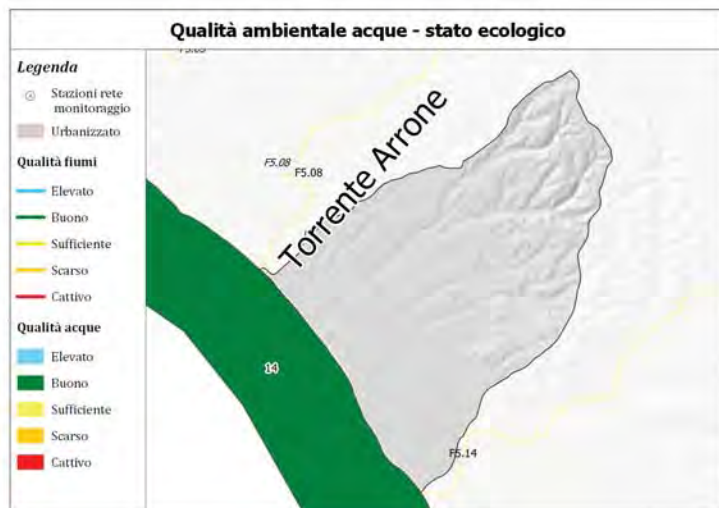 Qualità ambientale acque - stato ecologico
Legenda
Stazioni rete
monitoraggio
Urbanizzato
Qualità fiumi
Elevato
Buono
Sufficiente
Scarso
Cattivo
Qualità acque
Elevato
Buono
Sufficiente
Scarso
Cattivo
F5.08
F5.08
Torrente Arrone
14
F5.14